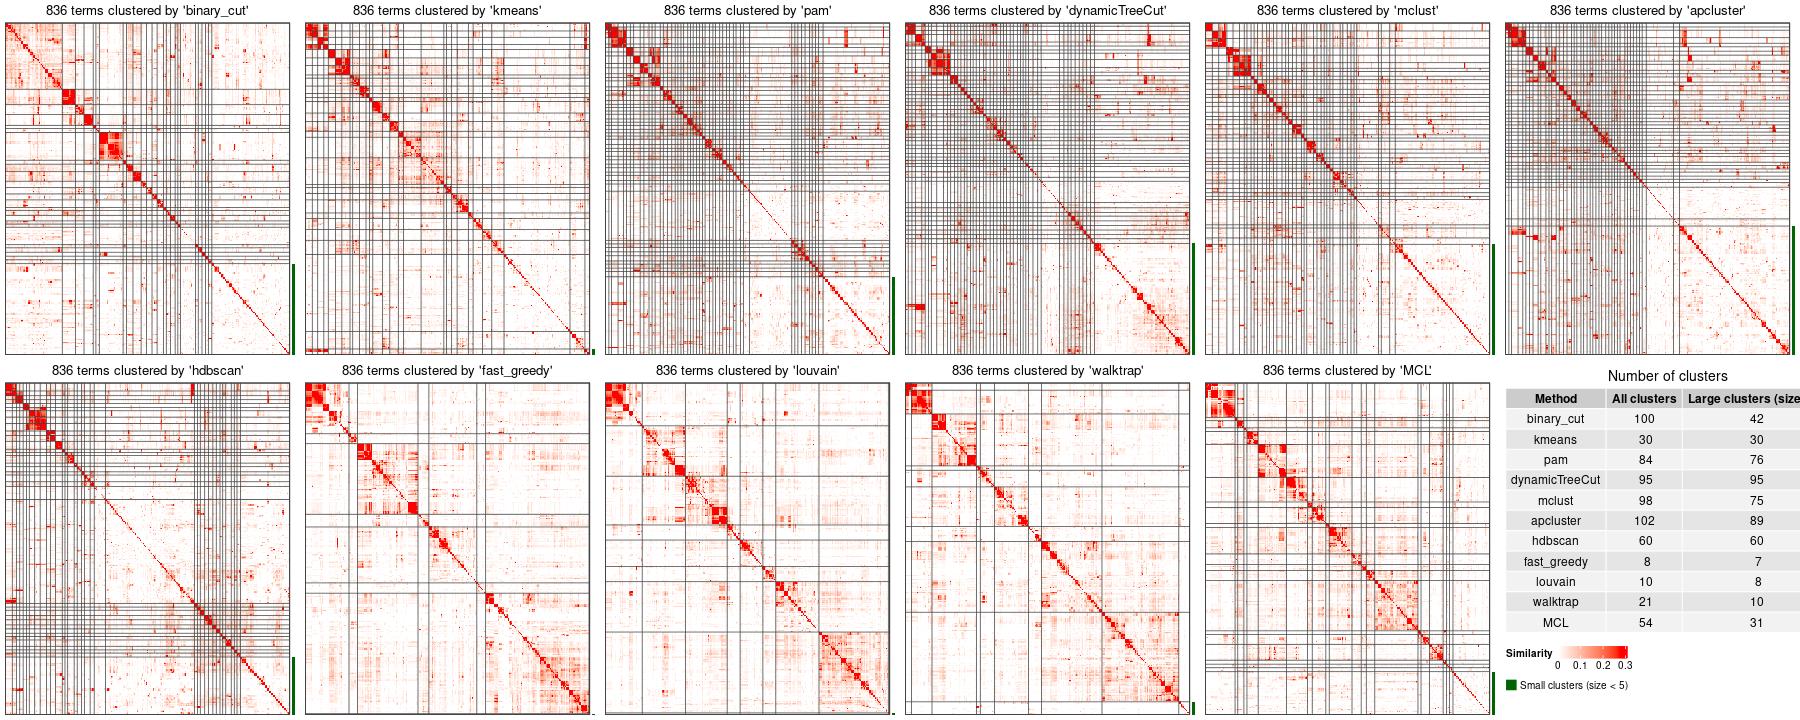 836 terms clustered by 'binary_cut'
836 terms clustered by 'kmeans'
836 terms clustered by 'pam'
836 terms clustered by 'dynamicTreeCut'
836 terms clustered by 'mclust'
836 terms clustered by 'apcluster'
836 terms clustered by 'hdbscan'
836 terms clustered by 'fast_greedy'
836 terms clustered by 'louvain'
836 terms clustered by 'walktrap'
836 terms clustered by 'MCL'
Number of clusters
Method All clusters Large clusters (size
binary_cut 100 42
kmeans 30 30
pam 84 76
dynamicTreeCut 95 95
mclust 98 75
apcluster 102 89
hdbscan 60 60
fast_greedy 8 7
louvain 10 8
walktrap 21 10
MCL 54 31
Similarity
0 0.1 0.2 0.3
Small clusters (size < 5)